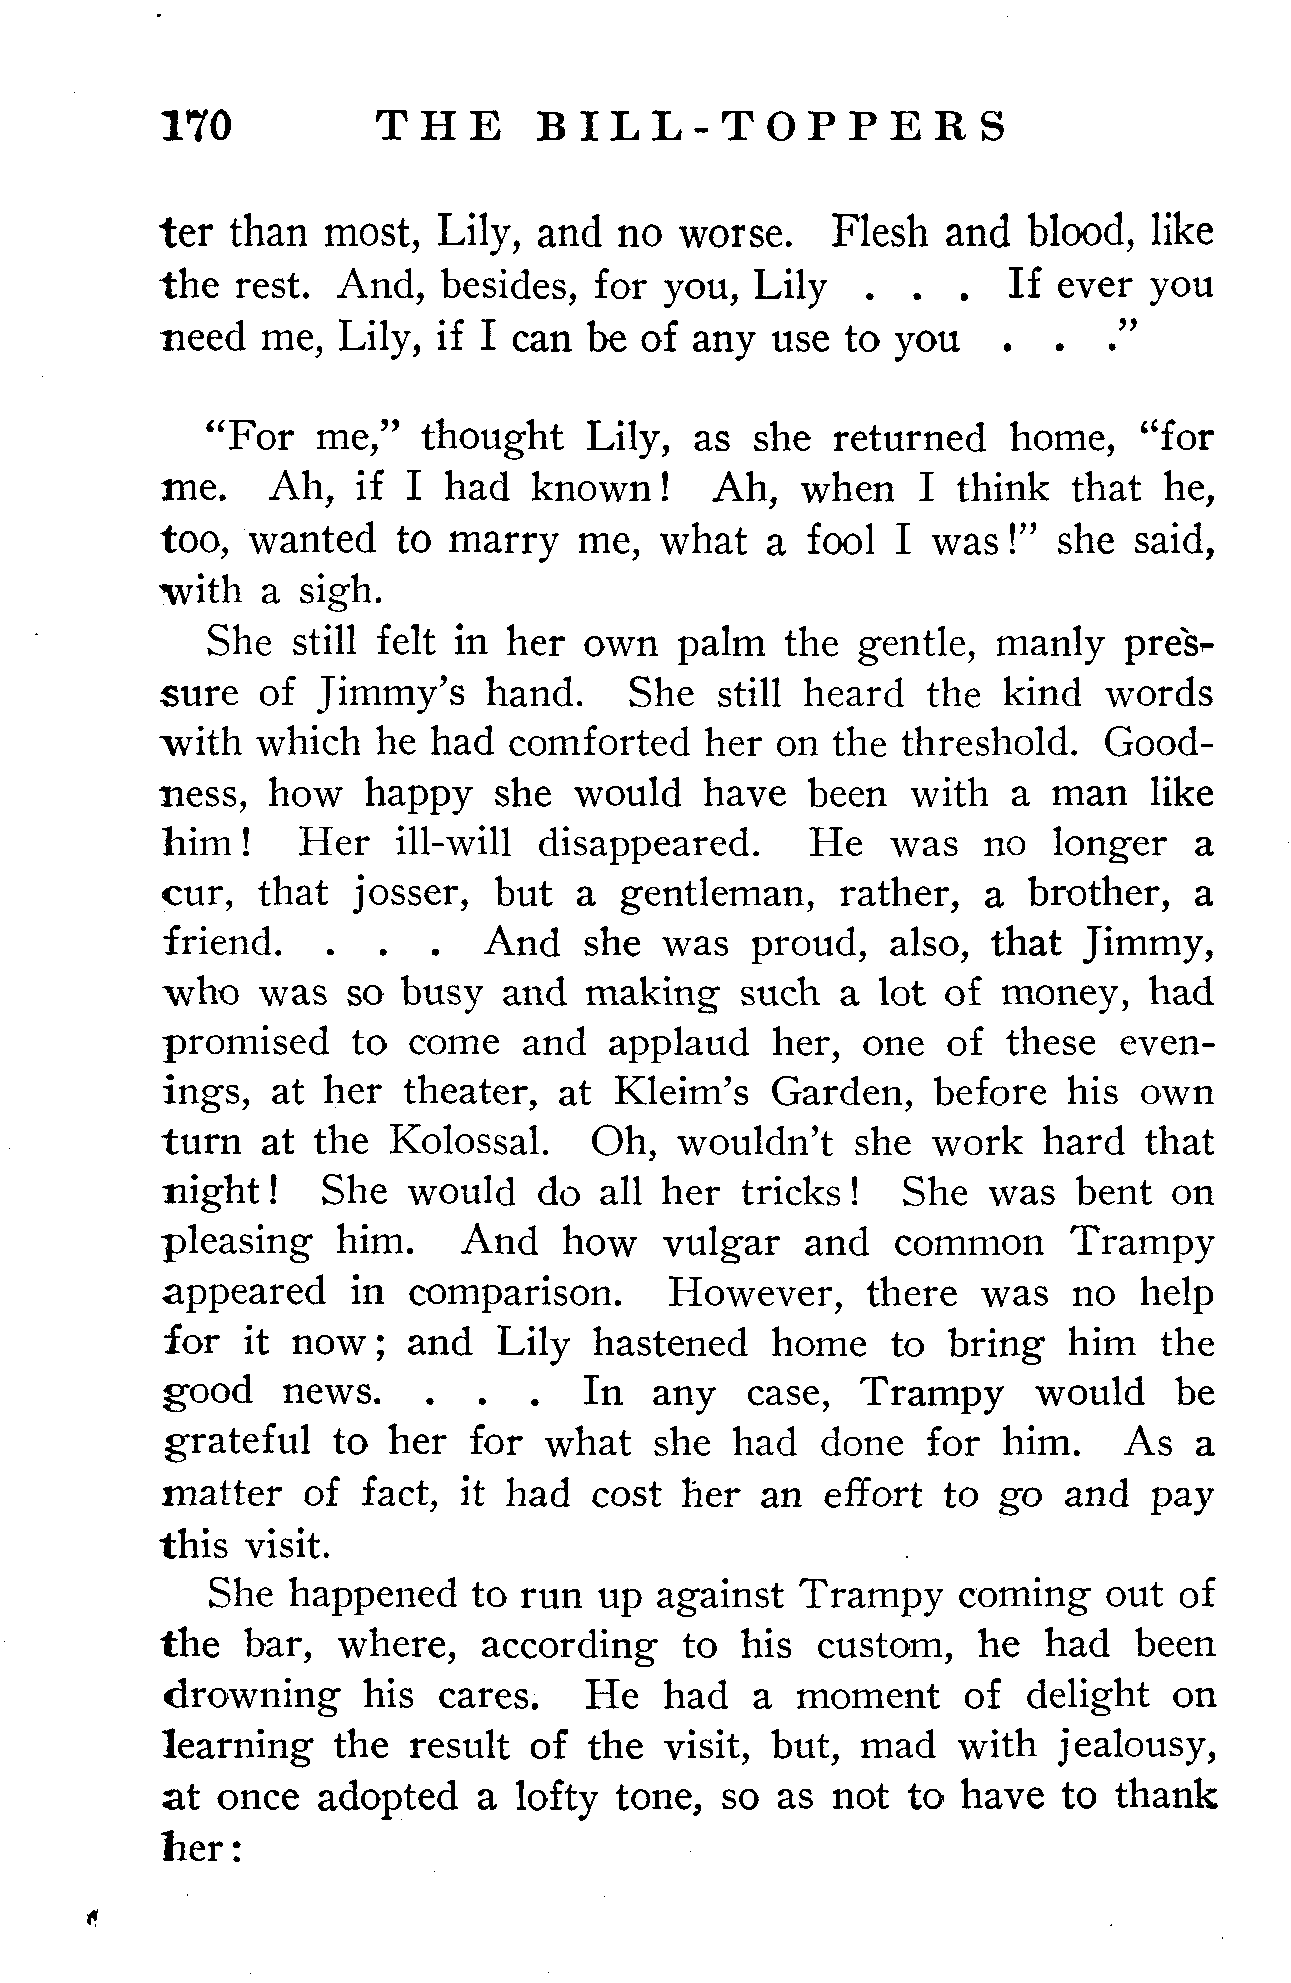 170 THE BILL-TOPPERS
ter than most, Lily, and no worse. Flesh and blood, like
the rest. And, besides, for you, Lily . . . If ever you
need me, Lily, if I can be of any use to you . . ."
"For me," thought Lily, as she returned home, "for
me. Ah, if I had known! Ah, when I think that he,
too, wanted to marry me, what a fool I was!" she said,
with a sigh.
She still felt in her own palm the gentle, manly pres-
sure of Jimmy's hand. She still heard the kind words
with which he had comforted her on the threshold. Good-
ness, how happy she would have been with a man like
him! Her ill-will disappeared. He was no longer a
cur, that josser, but a gentleman, rather, a brother, a
friend. . . . And she was proud, also, that Jimmy,
who was so busy and making such a lot of money, had
promised to come and applaud her, one of these even-
ings, at her theater, at Kleim's Garden, before his own
turn at the Kolossal. Oh, wouldn't she work hard that
night! She would do all her tricks! She was bent on
pleasing him. And how vulgar and common Trampy
appeared in comparison. However, there was no help
for it now; and Lily hastened home to bring him the
good news. . . . In any case, Trampy would be
grateful to her for what she had done for him. As a
matter of fact, it had cost her an effort to go and pay
this visit.
She happened to run up against Trampy coming out of
the bar, where, according to his custom, he had been
drowning his cares. He had a moment of delight on
learning the result of the visit, but, mad with jealousy,
at once adopted a lofty tone, so as not to have to thank
her: